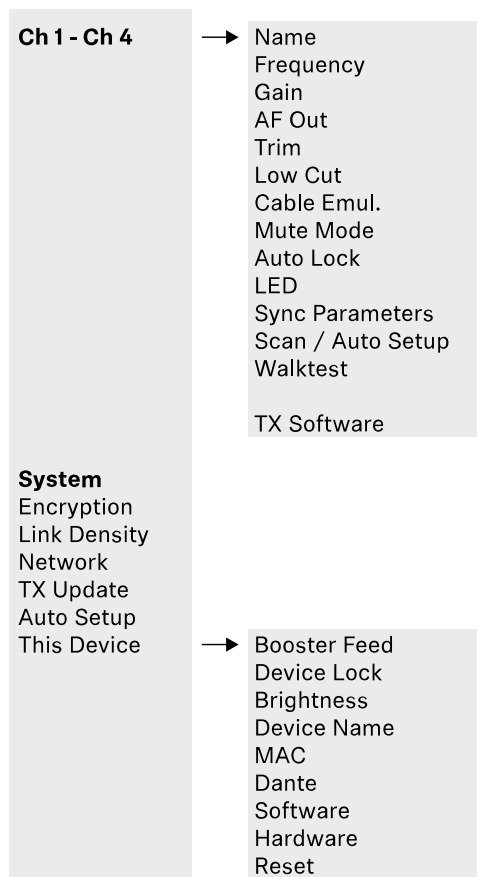 Ch 1 - Ch 4
Name
Frequency
Gain
AF Out
Trim
Low Cut
Cable Emul.
Mute Mode
Auto Lock
LED
Sync Parameters
Scan / Auto Setup
Walktest
TX Software
System
Encryption
Link Density
Network
TX Update
Auto Setup
This Device
Booster Feed
Device Lock
Brightness
Device Name
MAC
Dante
Software
Hardware
Reset